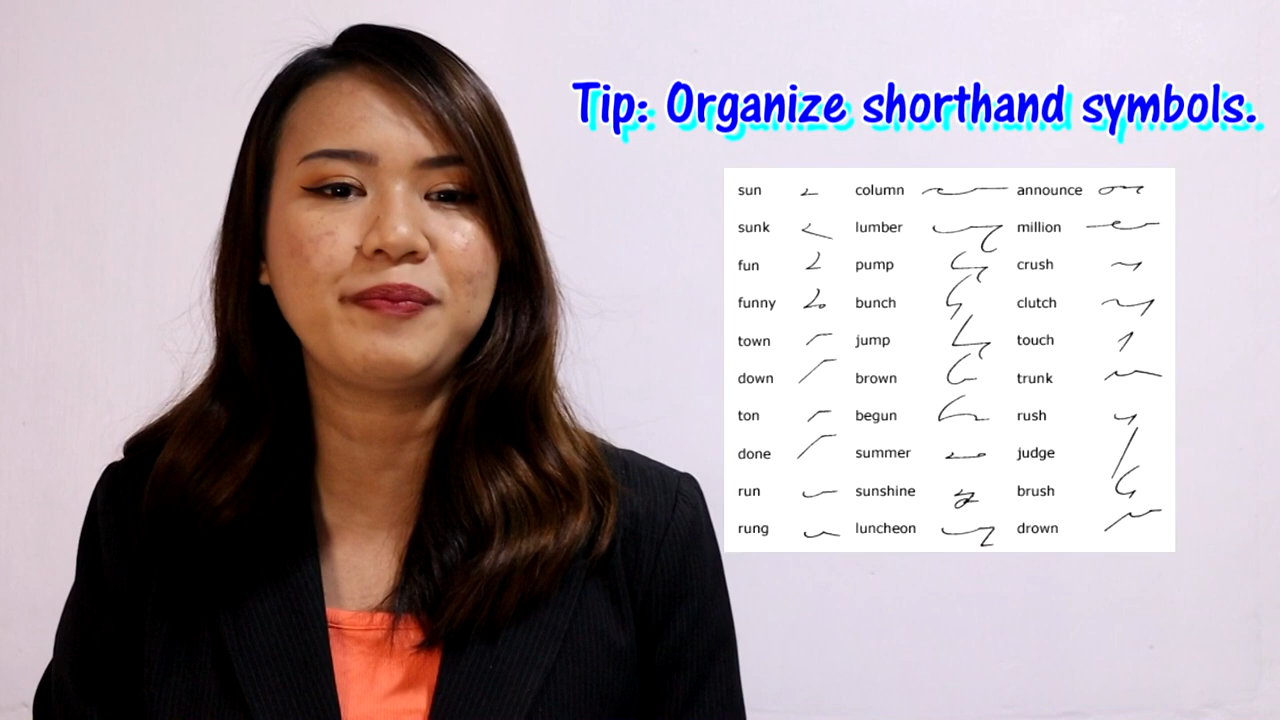 Tip: Organize shorthand symbols.
sun column announce
sunk lumber million
fun pump crush
funny bunch clutch
town jump touch
down brown trunk
ton begun rush
done summer judge
run sunshine brush
rung luncheon drown